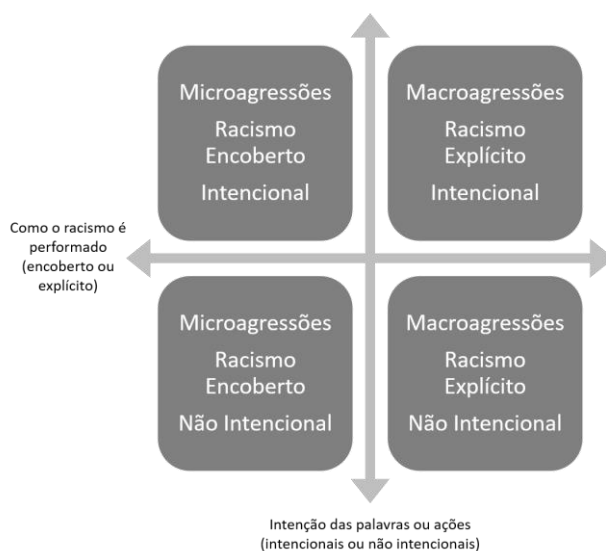 Microagressões
Racismo
Encoberto
Intencional
Macroagressões
Racismo
Explícito
Intencional
Como o racismo é
performado
(encoberto ou
explícito)
Microagressões
Racismo
Encoberto
Não Intencional
Macroagressões
Racismo
Explícito
Não Intencional
Intenção das palavras ou ações
(intencionais ou não intencionais)